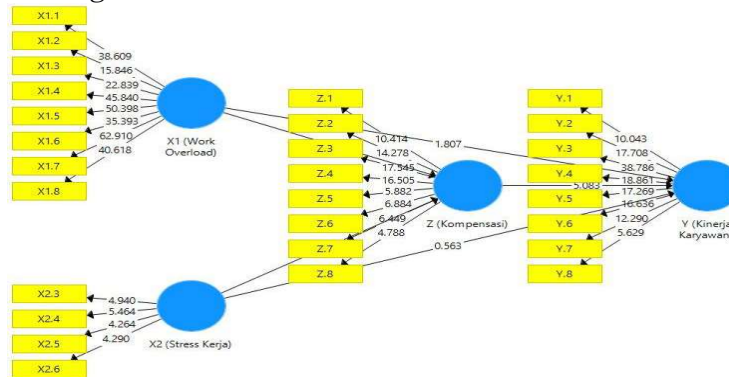 X1.1
X1.2
X1.3
X1.4
X1.5
X1.6
X1.7
X1.8
38.609
15.846
22.839
45.840
50.398
35.393
62.910
40.618
X1 (Work
Overload)
Z.1
Z.2
Z.3
Z.4
Z.5
Z.6
Z.7
Z.8
10.414
14.278
17.545
16.505
5.882
6.884
6.449
4.788
Z (Kompensasi)
1.807
5.083
0.563
Y.1
Y.2
Y.3
Y.4
Y.5
Y.6
Y.7
Y.8
10.043
17.708
38.786
18.861
17.269
16.636
12.290
5.629
Y (Kinerja
Karyawan
X2.3
X2.4
X2.5
X2.6
4.940
5.464
4.264
4.290
X2 (Stress Kerja)